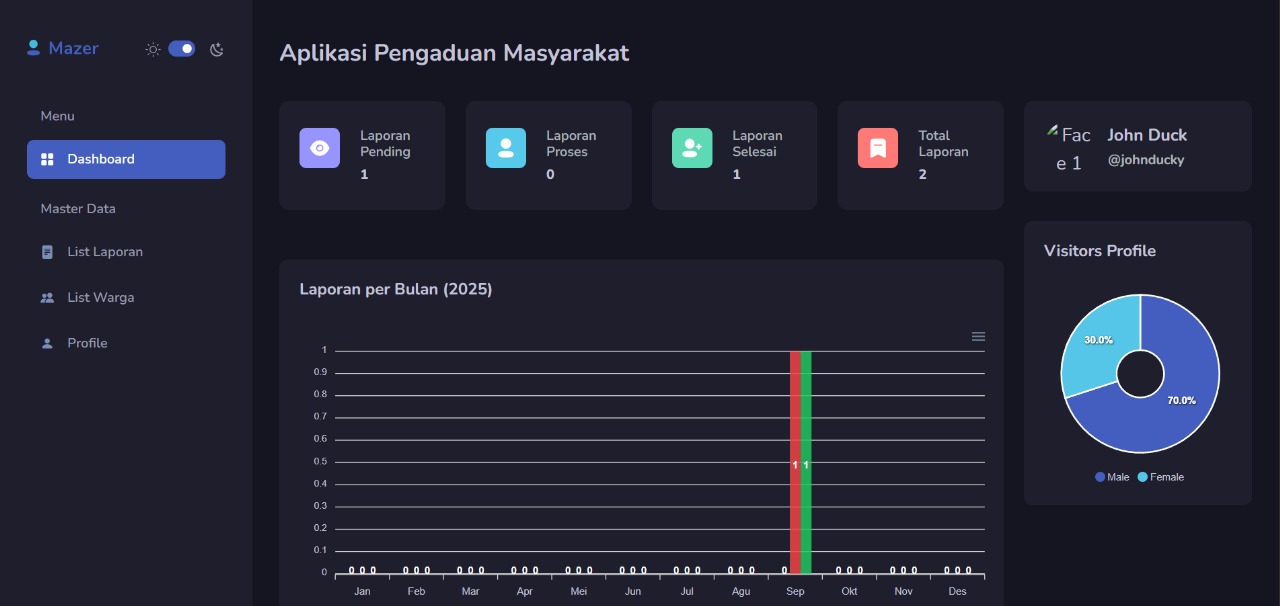 Mazer
Menu
Dashboard
Master Data
List Laporan
List Warga
Profile
Aplikasi Pengaduan Masyarakat
Laporan
Pending
1
Laporan
Proses
0
Laporan
Selesai
1
Total
Laporan
2
Fac
e 1
John Duck
@johnducky
Laporan per Bulan (2025)
1
0.9
0.8
0.7
0.6
0.5
0.4
0.3
0.2
0.1
0
1 1
0 0 0 0 0 0 0 0 0 0 0 0 0 0 0 0 0 0 0 0 0 0 0 0 0 0 0 0 0 0 0 0 0 0
Jan Feb Mar Apr Mei Jun Jul Agu Sep Okt Nov Des
Visitors Profile
30.0%
70.0%
Male Female